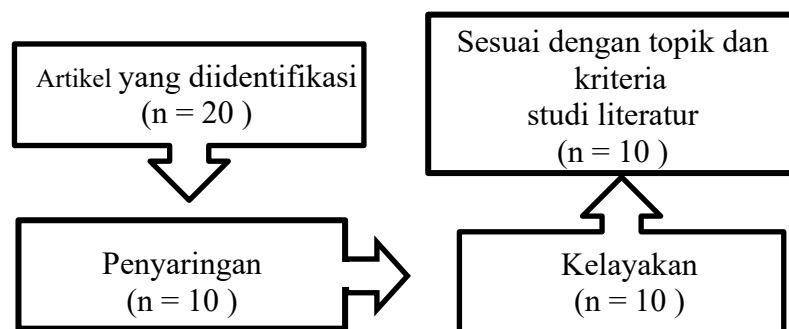 Artikel yang diidentifikasi
(n = 20 )
Penyaringan
(n = 10 )
Kelayakan
(n = 10 )
Sesuai dengan topik dan
kriteria
studi literatur
(n = 10 )